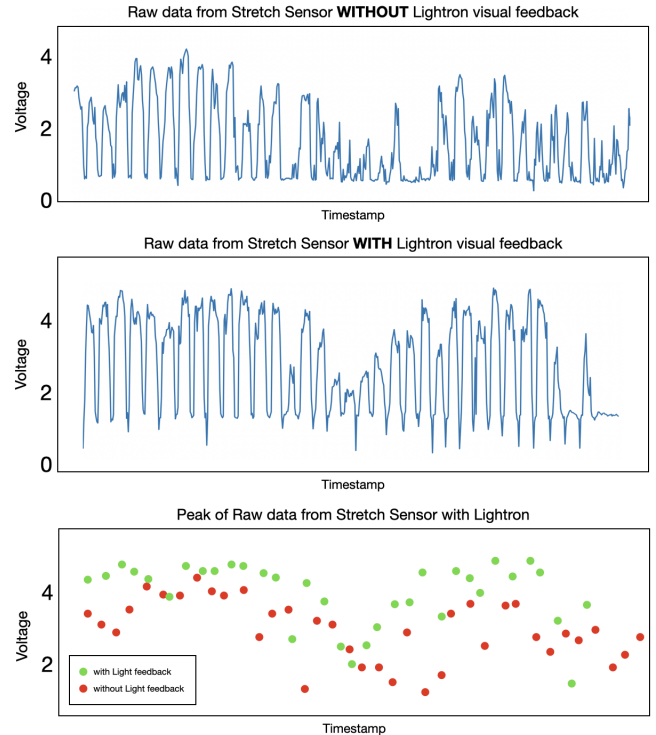 Raw data from Stretch Sensor WITHOUT Lightron visual feedback
4
2
0
Voltage
Timestamp
Raw data from Stretch Sensor WITH Lightron visual feedback
4
2
0
Voltage
Timestamp
Peak of Raw data from Stretch Sensor with Lightron
4
2
Voltage
with Light feedback
without Light feedback
Timestamp